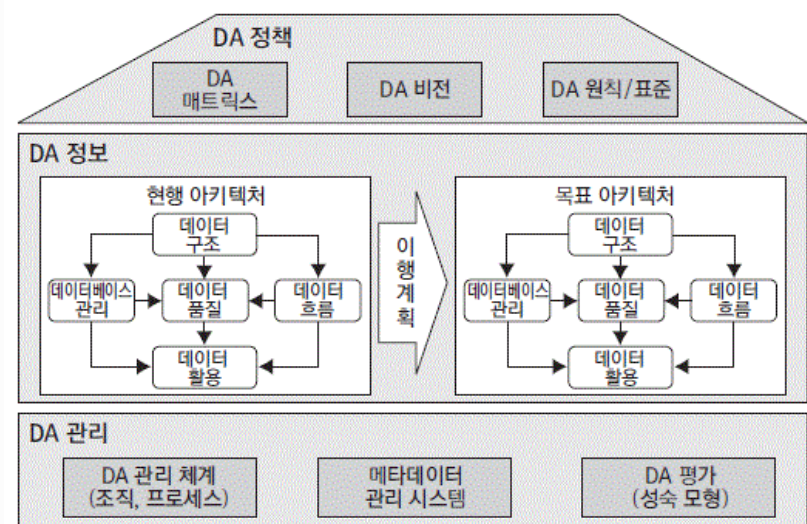 DA 정책
DA
매트릭스
DA 비전
DA 원칙/표준
DA 정보
현행 아키텍처
데이터
구조
데이터베이스
관리
데이터
품질
데이터
흐름
데이터
활용
이
행
계
획
목표 아키텍처
데이터
구조
데이터베이스
관리
데이터
품질
데이터
흐름
데이터
활용
DA 관리
DA 관리 체계
(조직, 프로세스)
메타데이터
관리 시스템
DA 평가
(성숙 모형)